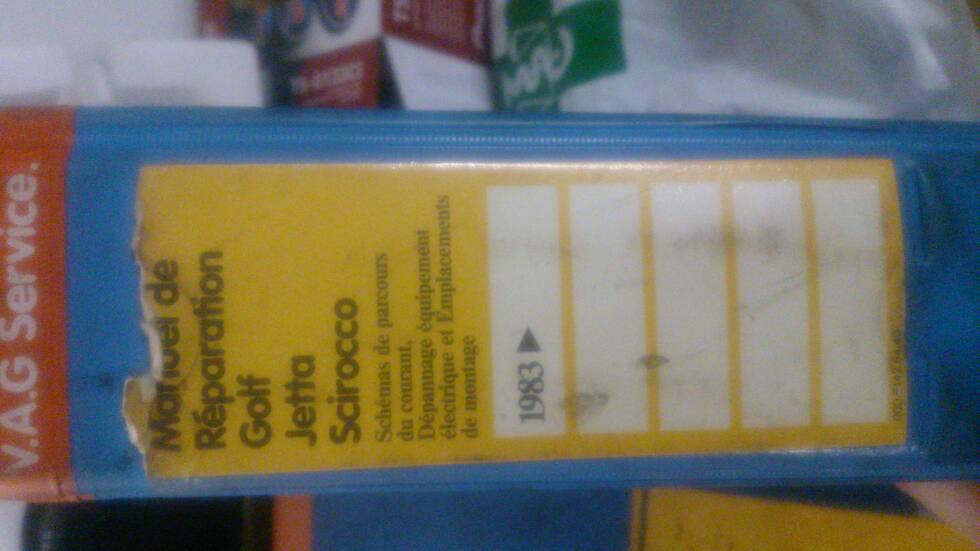 V.A.G Service.
Manuel de
Réparation
Golf
Jetta
Scirocco
Schémas de parcours
du courant,
Dépannage équipement
électrique et Emplacements
de montage
1983 ▶